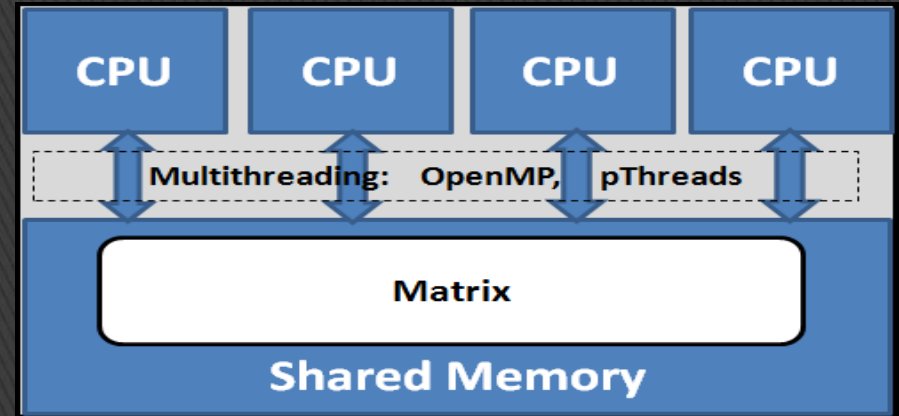 CPU CPU CPU CPU
Multithreading: OpenMP, pThreads
Matrix
Shared Memory